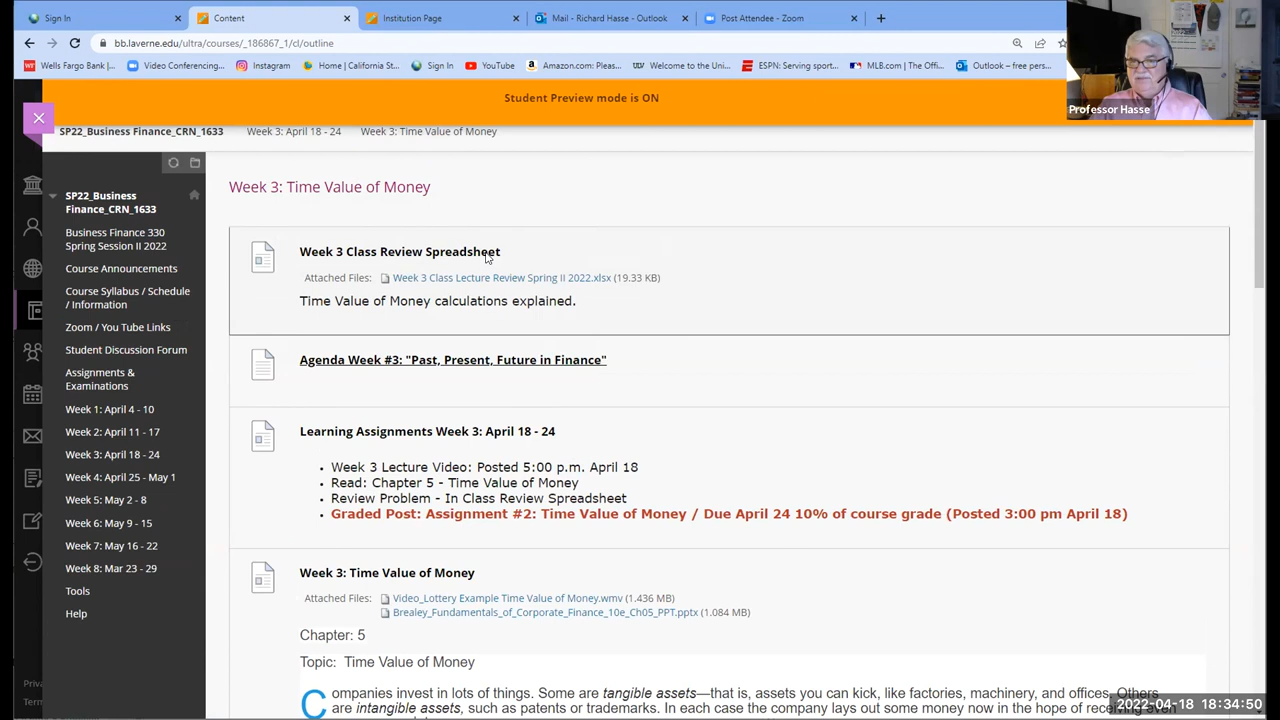 Sign In
Content
Institution Page
Mail - Richard Hasse - Outlook
Post Attendee - Zoom
bb.laverne.edu/ultra/courses/_186867_1/cl/outline
Wells Fargo Bank |...
Video Conferencing...
Instagram
Home | California St...
Sign In
YouTube
Amazon.com: Pleas...
Welcome to the Uni...
ESPN: Serving sport...
MLB.com | The Offi...
Outlook – free pers...
Student Preview mode is ON
Professor Hasse
SP22_Business Finance_CRN_1633
Week 3: April 18 - 24
Week 3: Time Value of Money
SP22_Business
Finance_CRN_1633
Business Finance 330
Spring Session II 2022
Course Announcements
Course Syllabus / Schedule
/ Information
Zoom / You Tube Links
Student Discussion Forum
Assignments &
Examinations
Week 1: April 4 - 10
Week 2: April 11 - 17
Week 3: April 18 - 24
Week 4: April 25 - May 1
Week 5: May 2 - 8
Week 6: May 9 - 15
Week 7: May 16 - 22
Week 8: Mar 23 - 29
Tools
Help
Week 3: Time Value of Money
Week 3 Class Review Spreadsheet
Attached Files: Week 3 Class Lecture Review Spring II 2022.xlsx (19.33 KB)
Time Value of Money calculations explained.
Agenda Week #3: "Past, Present, Future in Finance"
Learning Assignments Week 3: April 18 - 24
• Week 3 Lecture Video: Posted 5:00 p.m. April 18
• Read: Chapter 5 - Time Value of Money
• Review Problem - In Class Review Spreadsheet
• Graded Post: Assignment #2: Time Value of Money / Due April 24 10% of course grade (Posted 3:00 pm April 18)
Week 3: Time Value of Money
Attached Files: Video_Lottery Example Time Value of Money.wmv (1.436 MB)
Brealey_Fundamentals_of_Corporate_Finance_10e_Ch05_PPT.pptx (1.084 MB)
Chapter: 5
Topic: Time Value of Money
Companies invest in lots of things. Some are tangible assets—that is, assets you can kick, like factories, machinery, and offices. Others
are intangible assets, such as patents or trademarks. In each case the company lays out some money now in the hope of receiving even
Priva
Term
2022-04-18 18:34:50